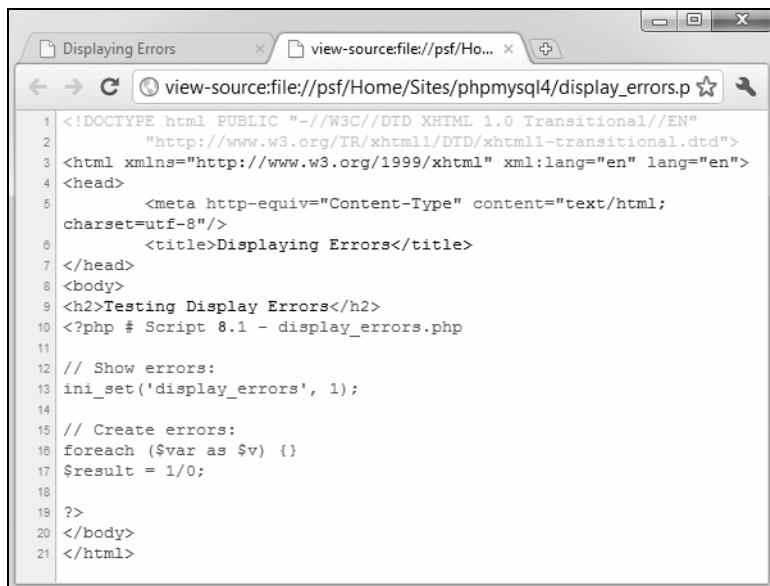 Displaying Errors
view-source:file://psf/Ho...
view-source:file://psf/Home/Sites/phpmysql4/display_errors.p
1 <!DOCTYPE html PUBLIC "-//W3C//DTD XHTML 1.0 Transitional//EN"
2 "http://www.w3.org/TR/xhtml1/DTD/xhtml1-transitional.dtd">
3 <html xmlns="http://www.w3.org/1999/xhtml" xml:lang="en" lang="en">
4 <head>
5 <meta http-equiv="Content-Type" content="text/html;
charset=utf-8"/>
6 <title>Displaying Errors</title>
7 </head>
8 <body>
9 <h2>Testing Display Errors</h2>
10 <?php # Script 8.1 - display_errors.php
11
12 // Show errors:
13 ini_set('display_errors', 1);
14
15 // Create errors:
16 foreach ($var as $v) {}
17 $result = 1/0;
18
19 ?>
20 </body>
21 </html>